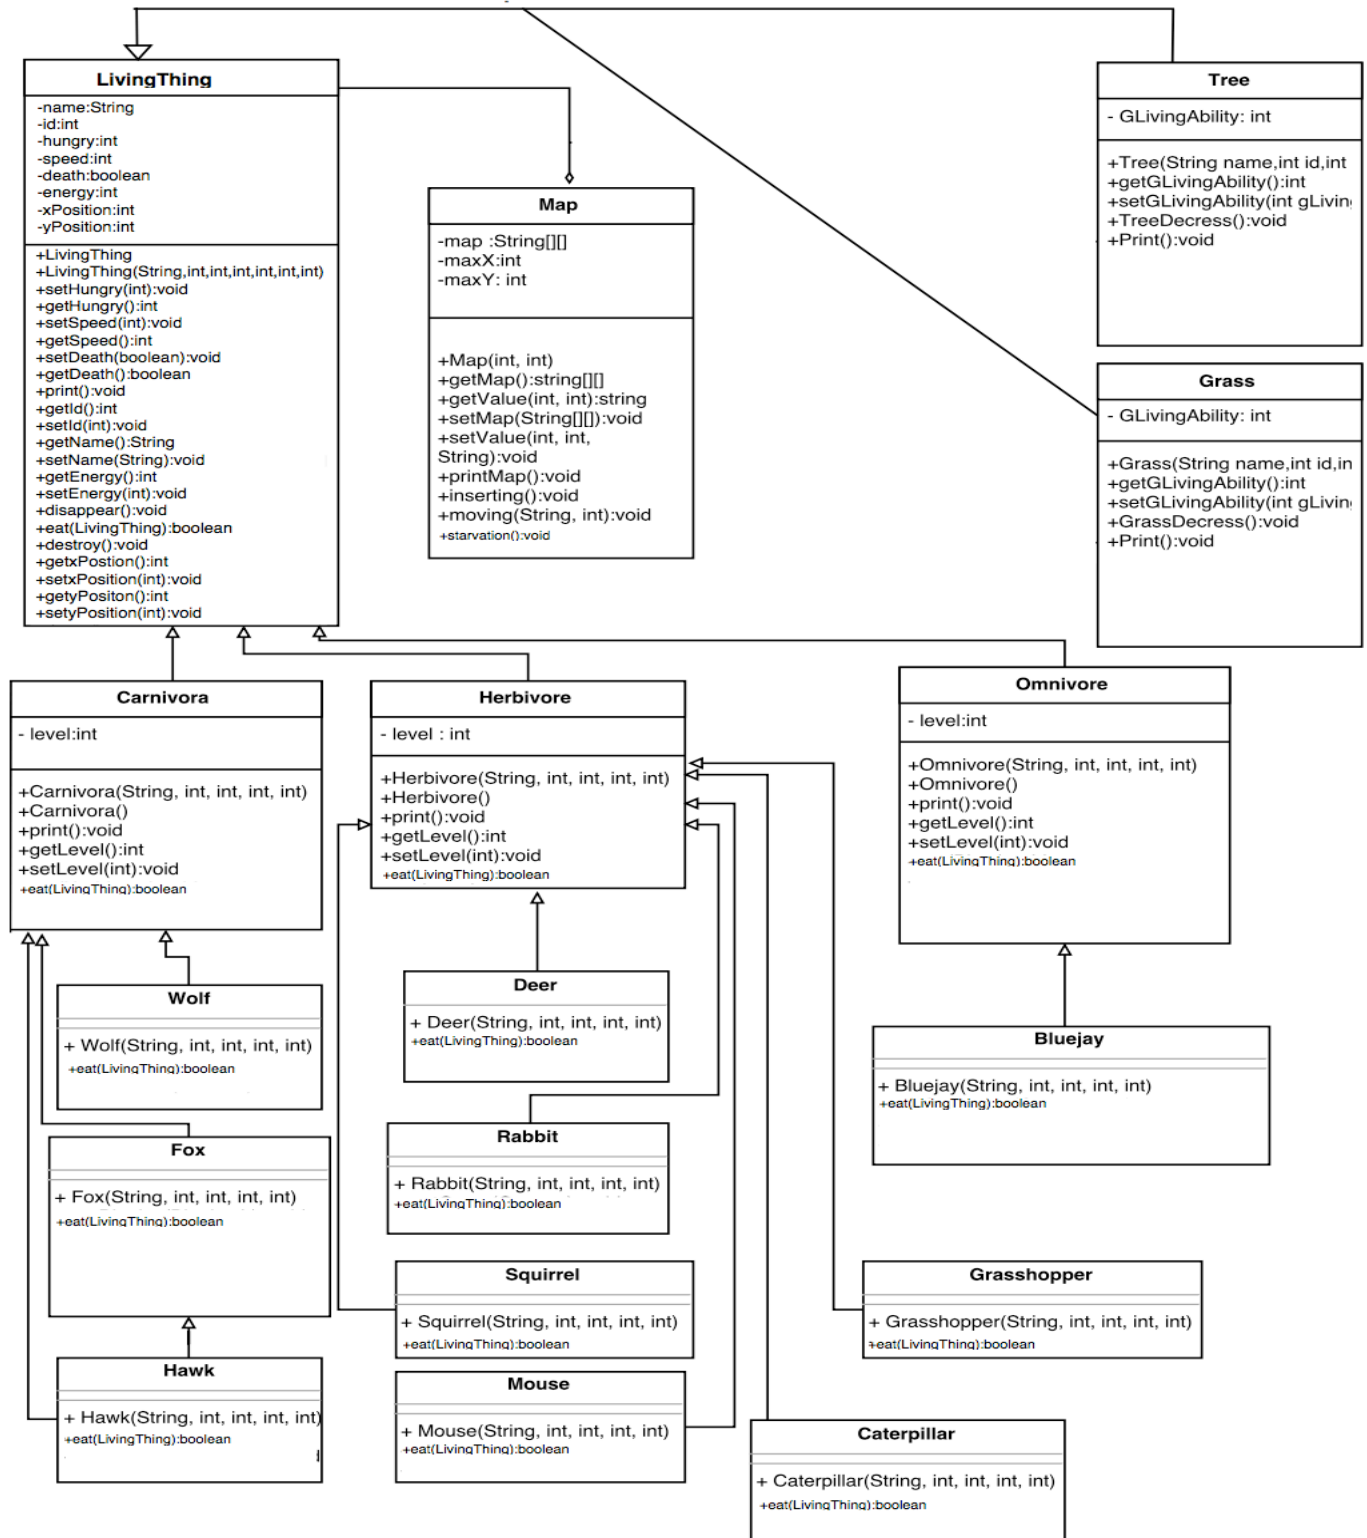 LivingThing
-name:String
-id:int
-hungry:int
-speed:int
-death:boolean
-energy:int
-xPosition:int
-yPosition:int
+LivingThing
+LivingThing(String,int,int,int,int,int,int)
+setHungry(int):void
+getHungry():int
+setSpeed(int):void
+getSpeed():int
+setDeath(boolean):void
+getDeath():boolean
+print():void
+getId():int
+setId(int):void
+getName():String
+setName(String):void
+getEnergy():int
+setEnergy(int):void
+disappear():void
+eat(LivingThing):boolean
+destroy():void
+getxPostion():int
+setxPosition(int):void
+getyPositon():int
+setyPosition(int):void
Map
-map :String[][]
-maxX:int
-maxY: int
+Map(int, int)
+getMap():string[][]
+getValue(int, int):string
+setMap(String[][]):void
+setValue(int, int,
String):void
+printMap():void
+inserting():void
+moving(String, int):void
+starvation():void
Tree
- GLivingAbility: int
+Tree(String name,int id,int
+getGLivingAbility():int
+setGLivingAbility(int gLiving
+TreeDecress():void
+Print():void
Grass
- GLivingAbility: int
+Grass(String name,int id,in
+getGLivingAbility():int
+setGLivingAbility(int gLiving
+GrassDecress():void
+Print():void
Carnivora
- level:int
+Carnivora(String, int, int, int, int)
+Carnivora()
+print():void
+getLevel():int
+setLevel(int):void
+eat(LivingThing):boolean
Herbivore
- level : int
+Herbivore(String, int, int, int, int)
+Herbivore()
+print():void
+getLevel():int
+setLevel(int):void
+eat(LivingThing):boolean
Omnivore
- level:int
+Omnivore(String, int, int, int, int)
+Omnivore()
+print():void
+getLevel():int
+setLevel(int):void
+eat(LivingThing):boolean
Wolf
+ Wolf(String, int, int, int, int)
+eat(LivingThing):boolean
Deer
+ Deer(String, int, int, int, int)
+eat(LivingThing):boolean
Bluejay
+ Bluejay(String, int, int, int, int)
+eat(LivingThing):boolean
Fox
+ Fox(String, int, int, int, int)
+eat(LivingThing):boolean
Rabbit
+ Rabbit(String, int, int, int, int)
+eat(LivingThing):boolean
Squirrel
+ Squirrel(String, int, int, int, int)
+eat(LivingThing):boolean
Grasshopper
+ Grasshopper(String, int, int, int, int)
+eat(LivingThing):boolean
Hawk
+ Hawk(String, int, int, int, int)
+eat(LivingThing):boolean
Mouse
+ Mouse(String, int, int, int, int)
+eat(LivingThing):boolean
Caterpillar
+ Caterpillar(String, int, int, int, int)
+eat(LivingThing):boolean